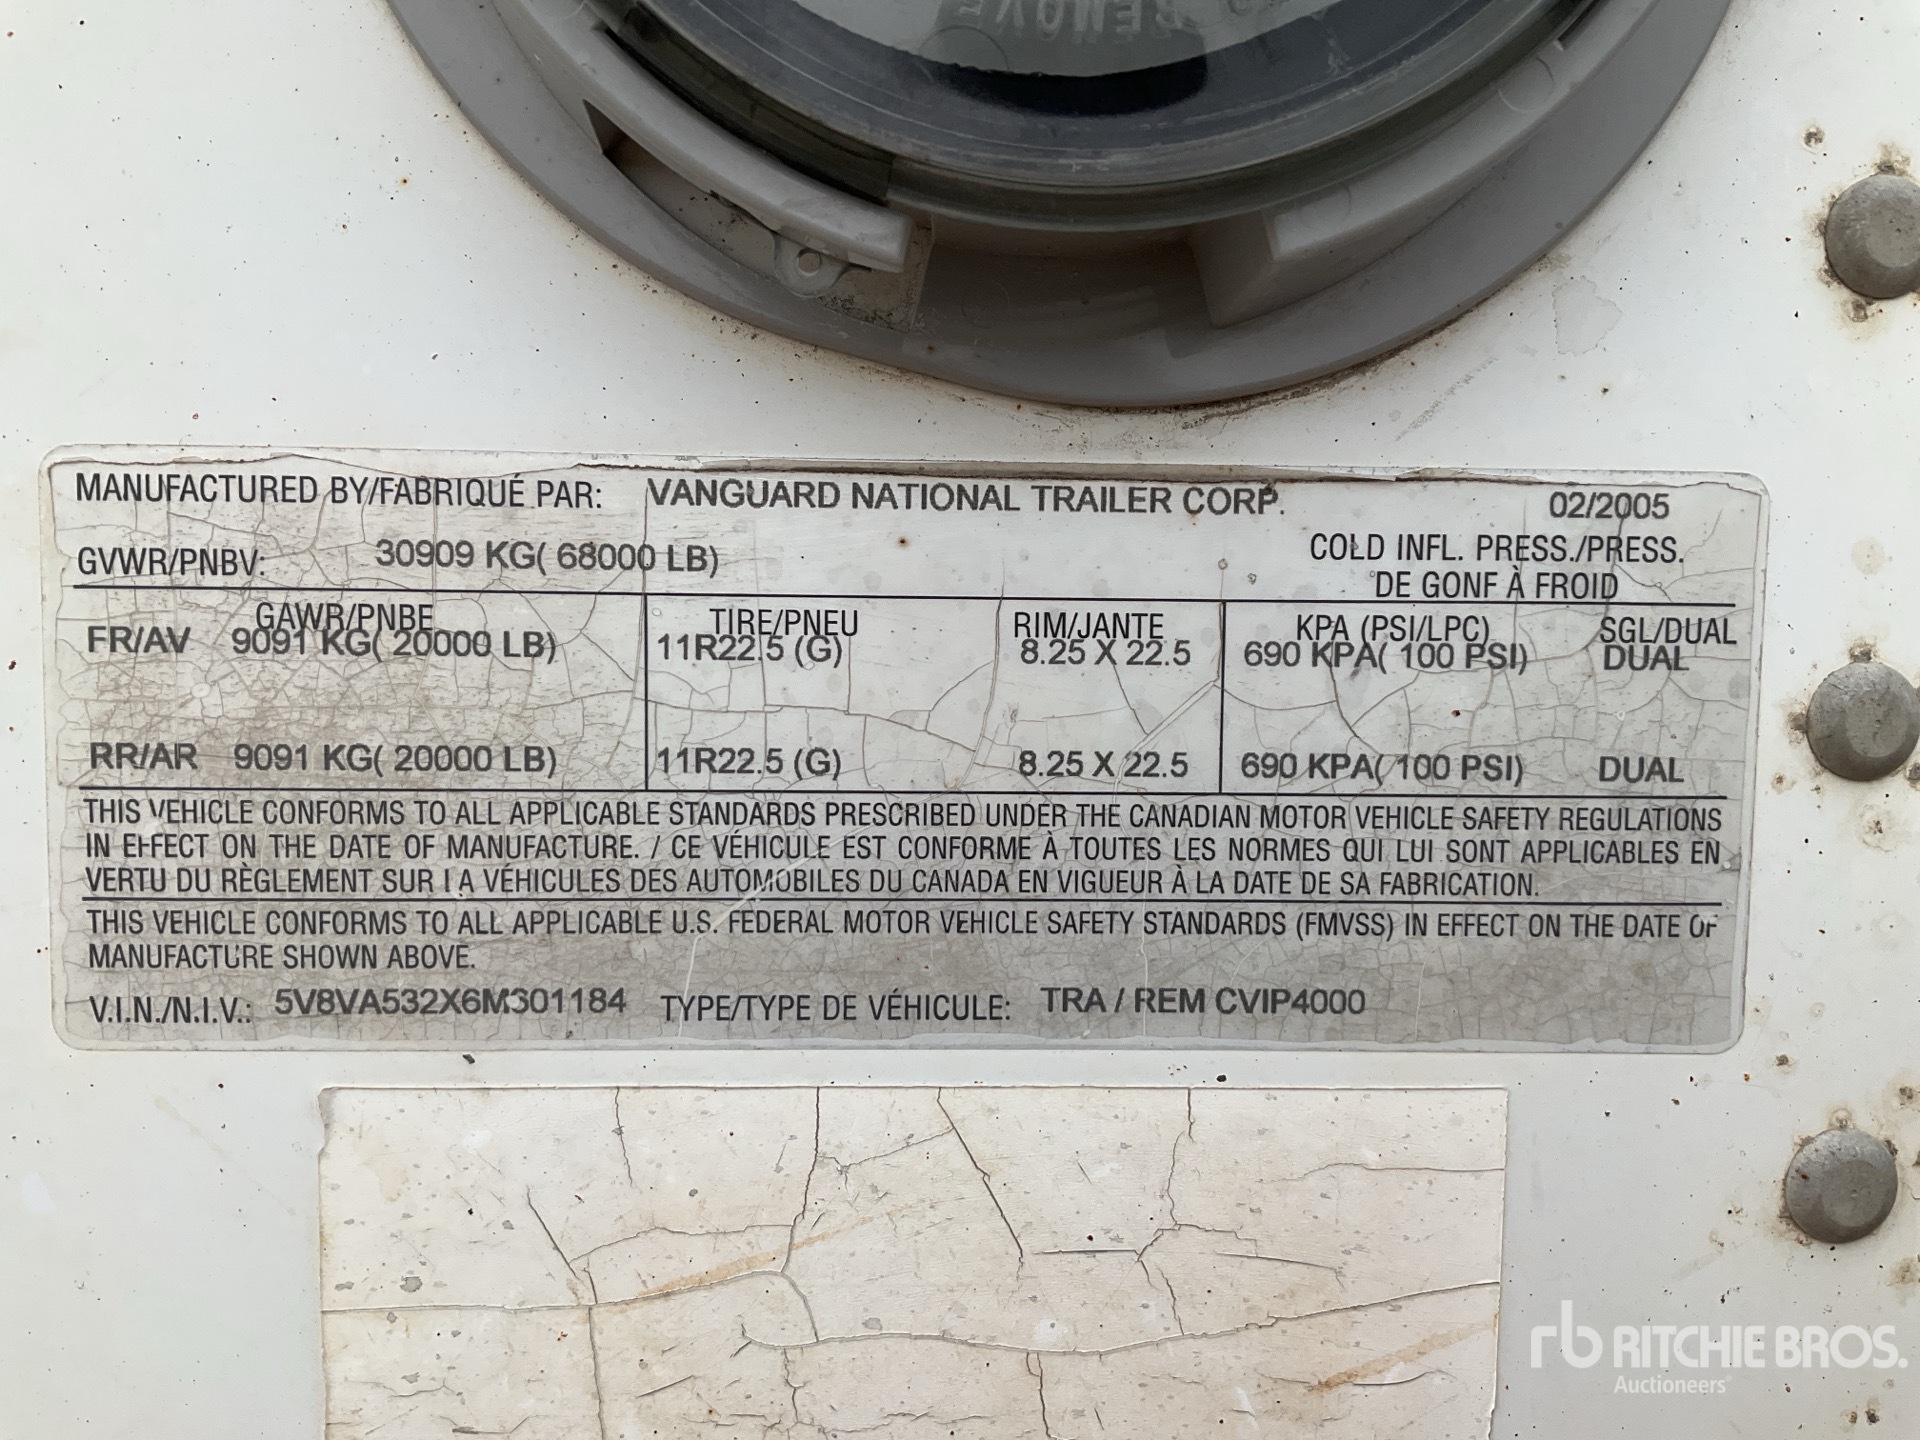 REMOVE
MANUFACTURED BY/FABRIQUÉ PAR: VANGUARD NATIONAL TRAILER CORP. 02/2005
GVWR/PNBV: 30909 KG( 68000 LB) COLD INFL. PRESS./PRESS.
DE GONF À FROID
GAWR/PNBE TIRE/PNEU RIM/JANTE KPA (PSI/LPC) SGL/DUAL
FR/AV 9091 KG( 20000 LB) 11R22.5 (G) 8.25 X 22.5 690 KPA( 100 PSI) DUAL
RR/AR 9091 KG( 20000 LB) 11R22.5 (G) 8.25 X 22.5 690 KPA( 100 PSI) DUAL
THIS VEHICLE CONFORMS TO ALL APPLICABLE STANDARDS PRESCRIBED UNDER THE CANADIAN MOTOR VEHICLE SAFETY REGULATIONS
IN EFFECT ON THE DATE OF MANUFACTURE. / CE VÉHICULE EST CONFORME À TOUTES LES NORMES QUI LUI SONT APPLICABLES EN
VERTU DU RÈGLEMENT SUR LA VÉHICULES DES AUTOMOBILES DU CANADA EN VIGUEUR À LA DATE DE SA FABRICATION.
THIS VEHICLE CONFORMS TO ALL APPLICABLE U.S. FEDERAL MOTOR VEHICLE SAFETY STANDARDS (FMVSS) IN EFFECT ON THE DATE OF
MANUFACTURE SHOWN ABOVE.
V.I.N./N.I.V.: 5V8VA532X6M301184 TYPE/TYPE DE VÉHICULE: TRA / REM CVIP4000
rb RITCHIE BROS.
Auctioneers